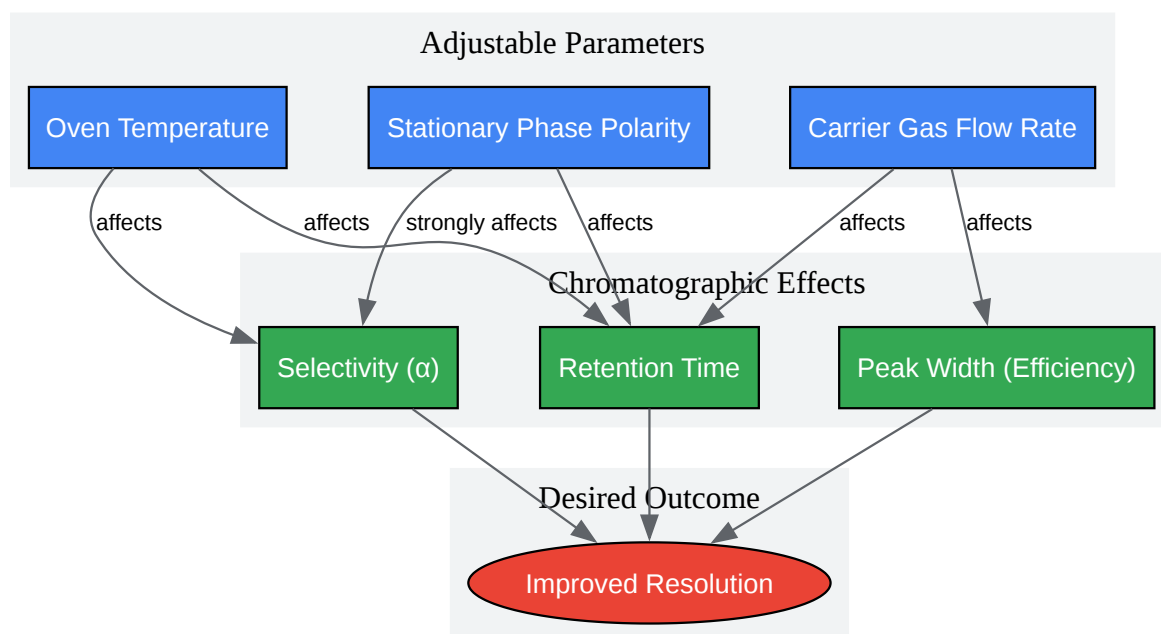 Adjustable Parameters
Oven Temperature
Stationary Phase Polarity
Carrier Gas Flow Rate
affects
affects
strongly affects
affects
affects
affects
Chromatographic Effects
Selectivity (α)
Retention Time
Peak Width (Efficiency)
Desired Outcome
Improved Resolution